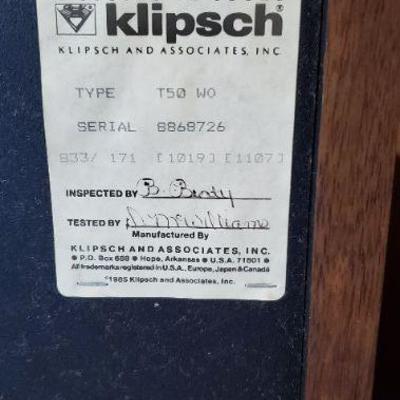 klipsch®
KLIPSCH AND ASSOCIATES, INC.
TYPE T50 WO
SERIAL 8868726
833/ 171 [1019] [1107]
INSPECTED BY B. Brady
TESTED BY
Manufactured By
KLIPSCH AND ASSOCIATES, INC.
● P.O. Box 688 ● Hope, Arkansas ● U.S.A. 71801 ●
All trademarks registered in U.S.A., Europe, Japan & Canada
©1985 Klipsch and Associates, Inc.